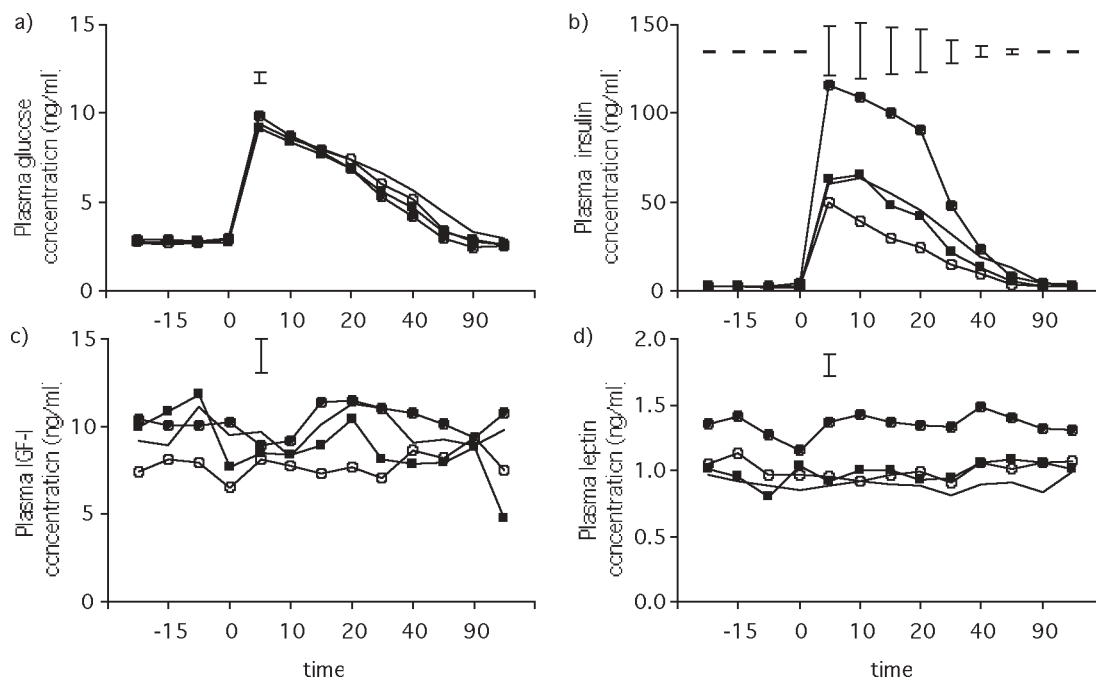 a)
Plasma glucose
concentration (ng/ml)
15
10
5
0
-15 0 10 20 40 90
b)
Plasma insulin
concentration (ng/ml)
150
100
50
0
-15 0 10 20 40 90
c)
Plasma IGF-I
concentration (ng/ml)
15
10
5
0
-15 0 10 20 40 90
time
d)
Plasma leptin
concentration (ng/ml)
2.0
1.5
1.0
0.5
0.0
-15 0 10 20 40 90
time